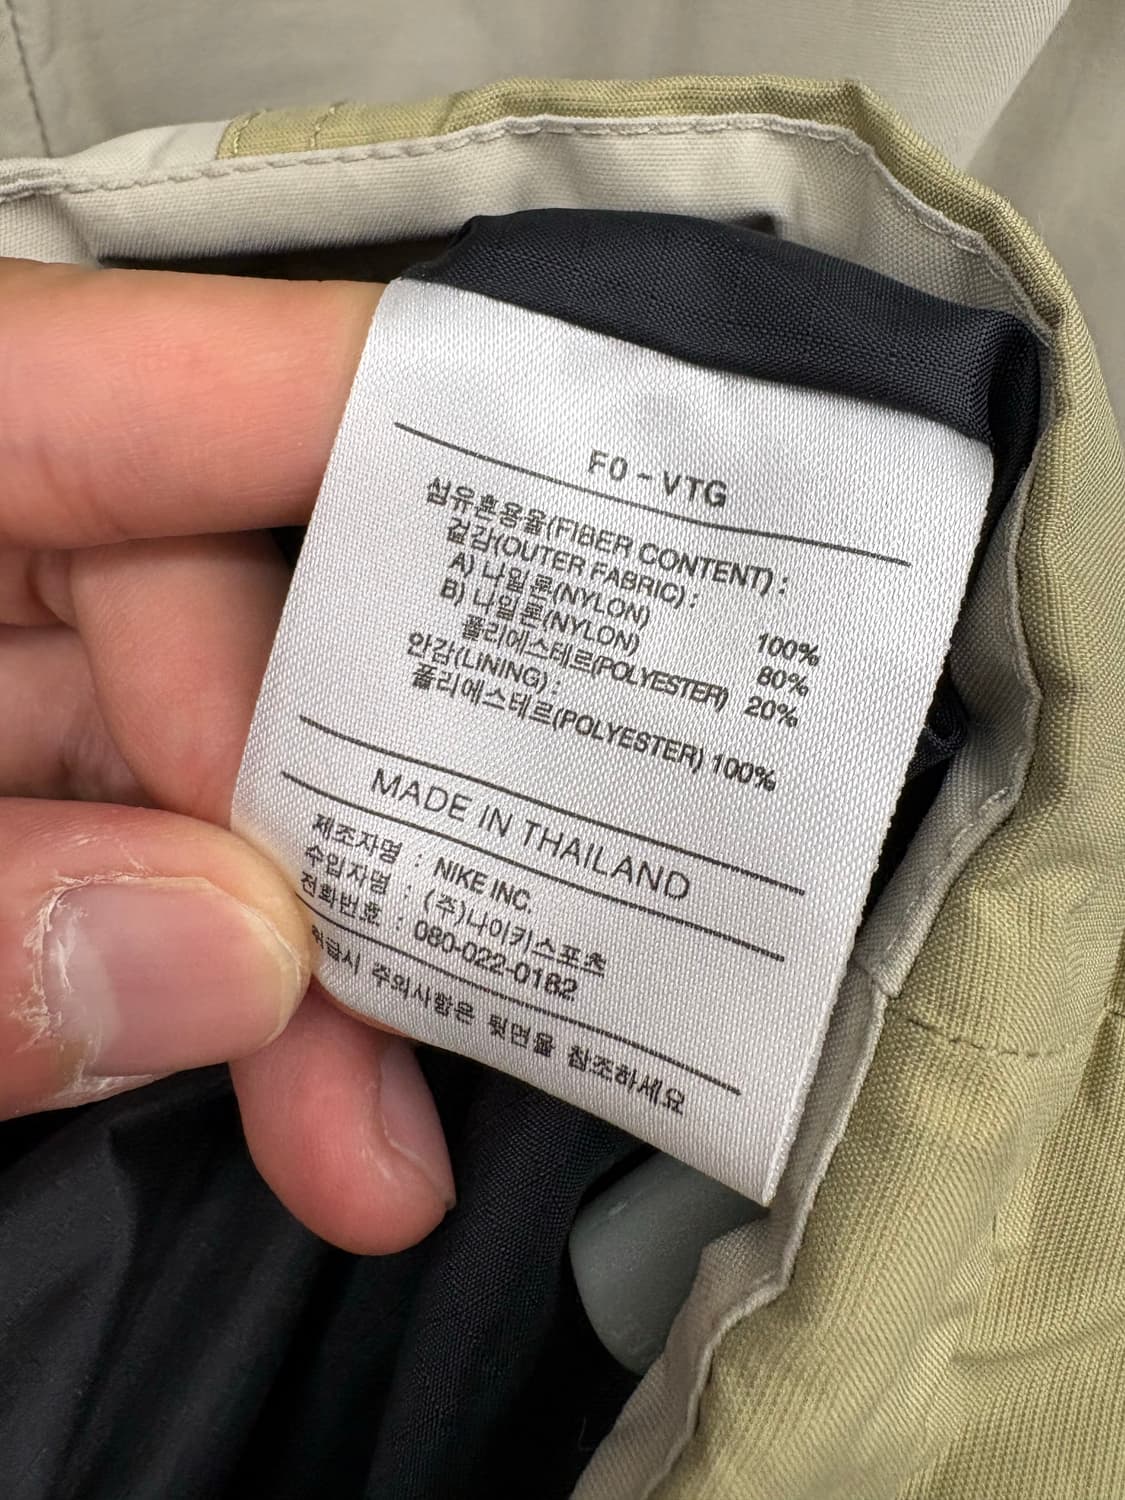 F0 - VTG
섬유혼용율(FIBER CONTENT) :
겉감(OUTER FABRIC) :
A) 나일론(NYLON) 100%
B) 나일론(NYLON) 80%
폴리에스테르(POLYESTER) 20%
안감(LINING) :
폴리에스테르(POLYESTER) 100%
MADE IN THAILAND
제조자명 : NIKE INC.
수입자명 : (주)나이키스포츠
전화번호 : 080-022-0182
취급시 주의사항은 뒷면을 참조하세요